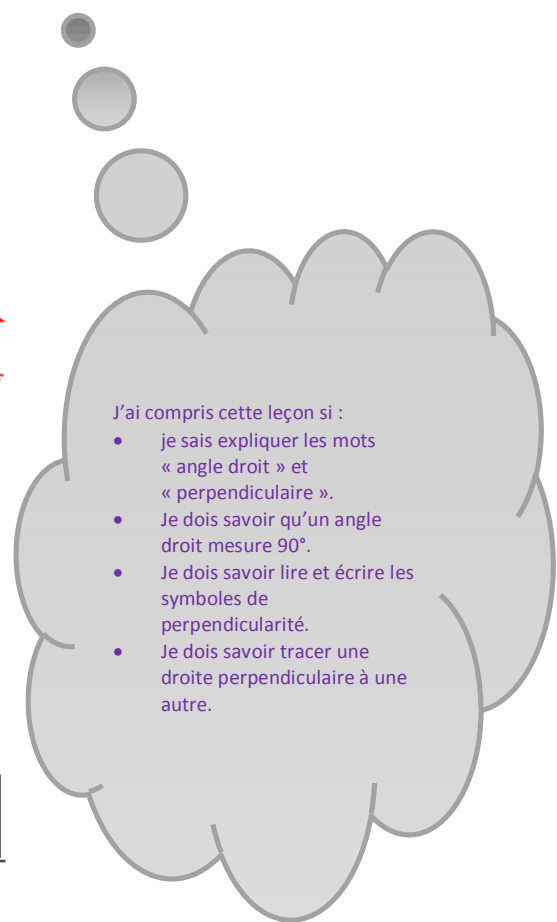 J’ai compris cette leçon si :
• je sais expliquer les mots
« angle droit » et
« perpendiculaire ».
• Je dois savoir qu’un angle
droit mesure 90°.
• Je dois savoir lire et écrire les
symboles de
perpendicularité.
• Je dois savoir tracer une
droite perpendiculaire à une
autre.